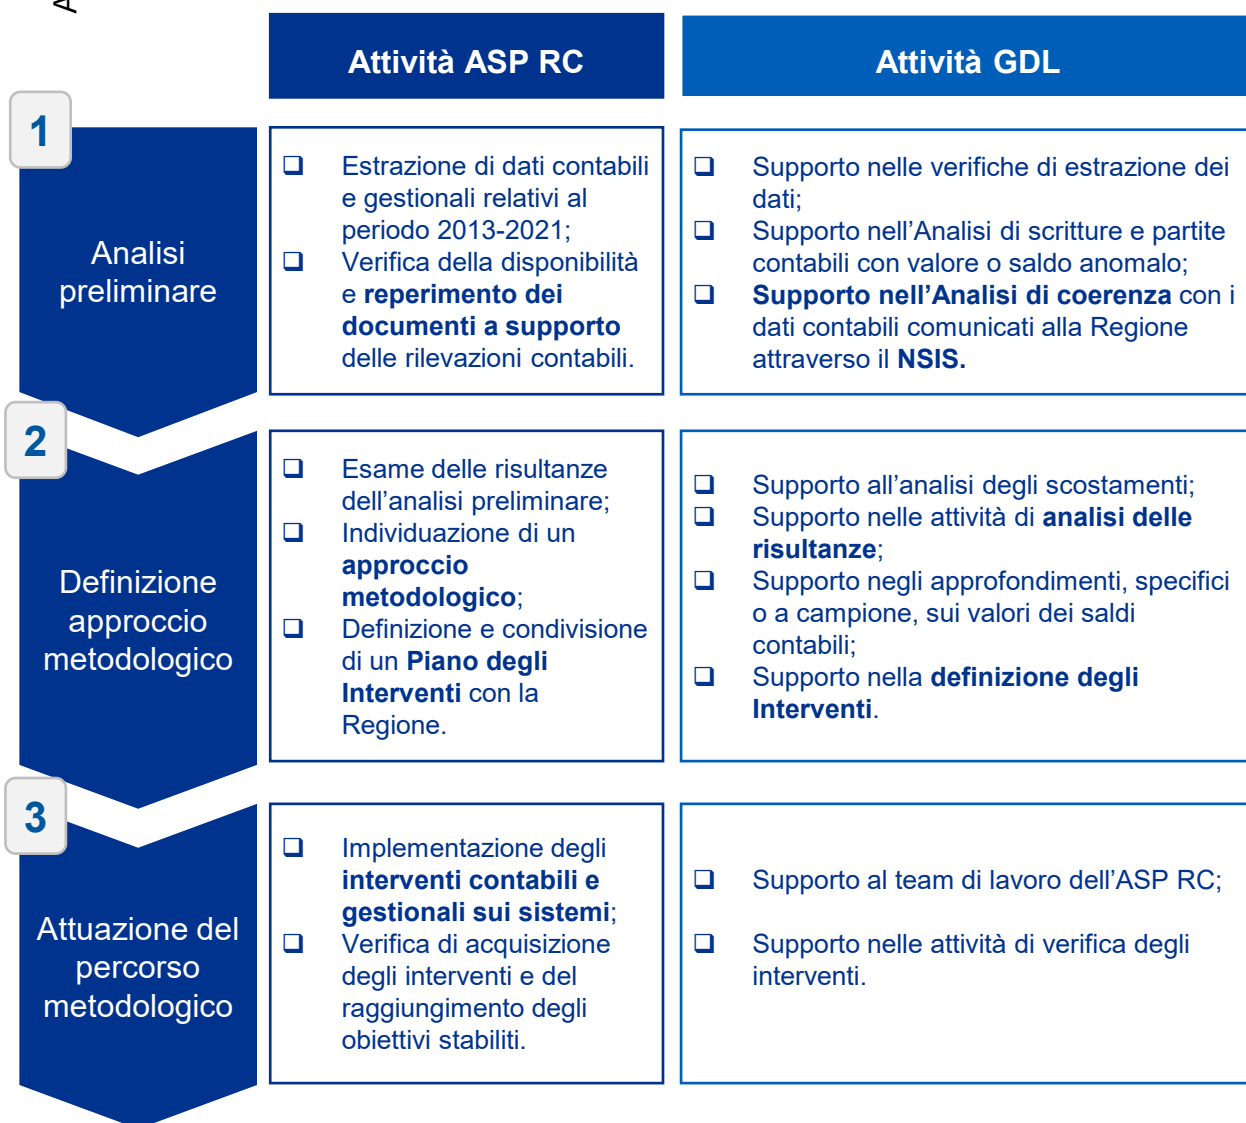 A
Attività ASP RC
Attività GDL
1
Analisi
preliminare
❑ Estrazione di dati contabili
e gestionali relativi al
periodo 2013-2021;
❑ Verifica della disponibilità
e reperimento dei
documenti a supporto
delle rilevazioni contabili.
❑ Supporto nelle verifiche di estrazione dei
dati;
❑ Supporto nell’Analisi di scritture e partite
contabili con valore o saldo anomalo;
❑ Supporto nell’Analisi di coerenza con i
dati contabili comunicati alla Regione
attraverso il NSIS.
2
Definizione
approccio
metodologico
❑ Esame delle risultanze
dell’analisi preliminare;
❑ Individuazione di un
approccio
metodologico;
❑ Definizione e condivisione
di un Piano degli
Interventi con la
Regione.
❑ Supporto all’analisi degli scostamenti;
❑ Supporto nelle attività di analisi delle
risultanze;
❑ Supporto negli approfondimenti, specifici
o a campione, sui valori dei saldi
contabili;
❑ Supporto nella definizione degli
Interventi.
3
Attuazione del
percorso
metodologico
❑ Implementazione degli
interventi contabili e
gestionali sui sistemi;
❑ Verifica di acquisizione
degli interventi e del
raggiungimento degli
obiettivi stabiliti.
❑ Supporto al team di lavoro dell’ASP RC;
❑ Supporto nelle attività di verifica degli
interventi.